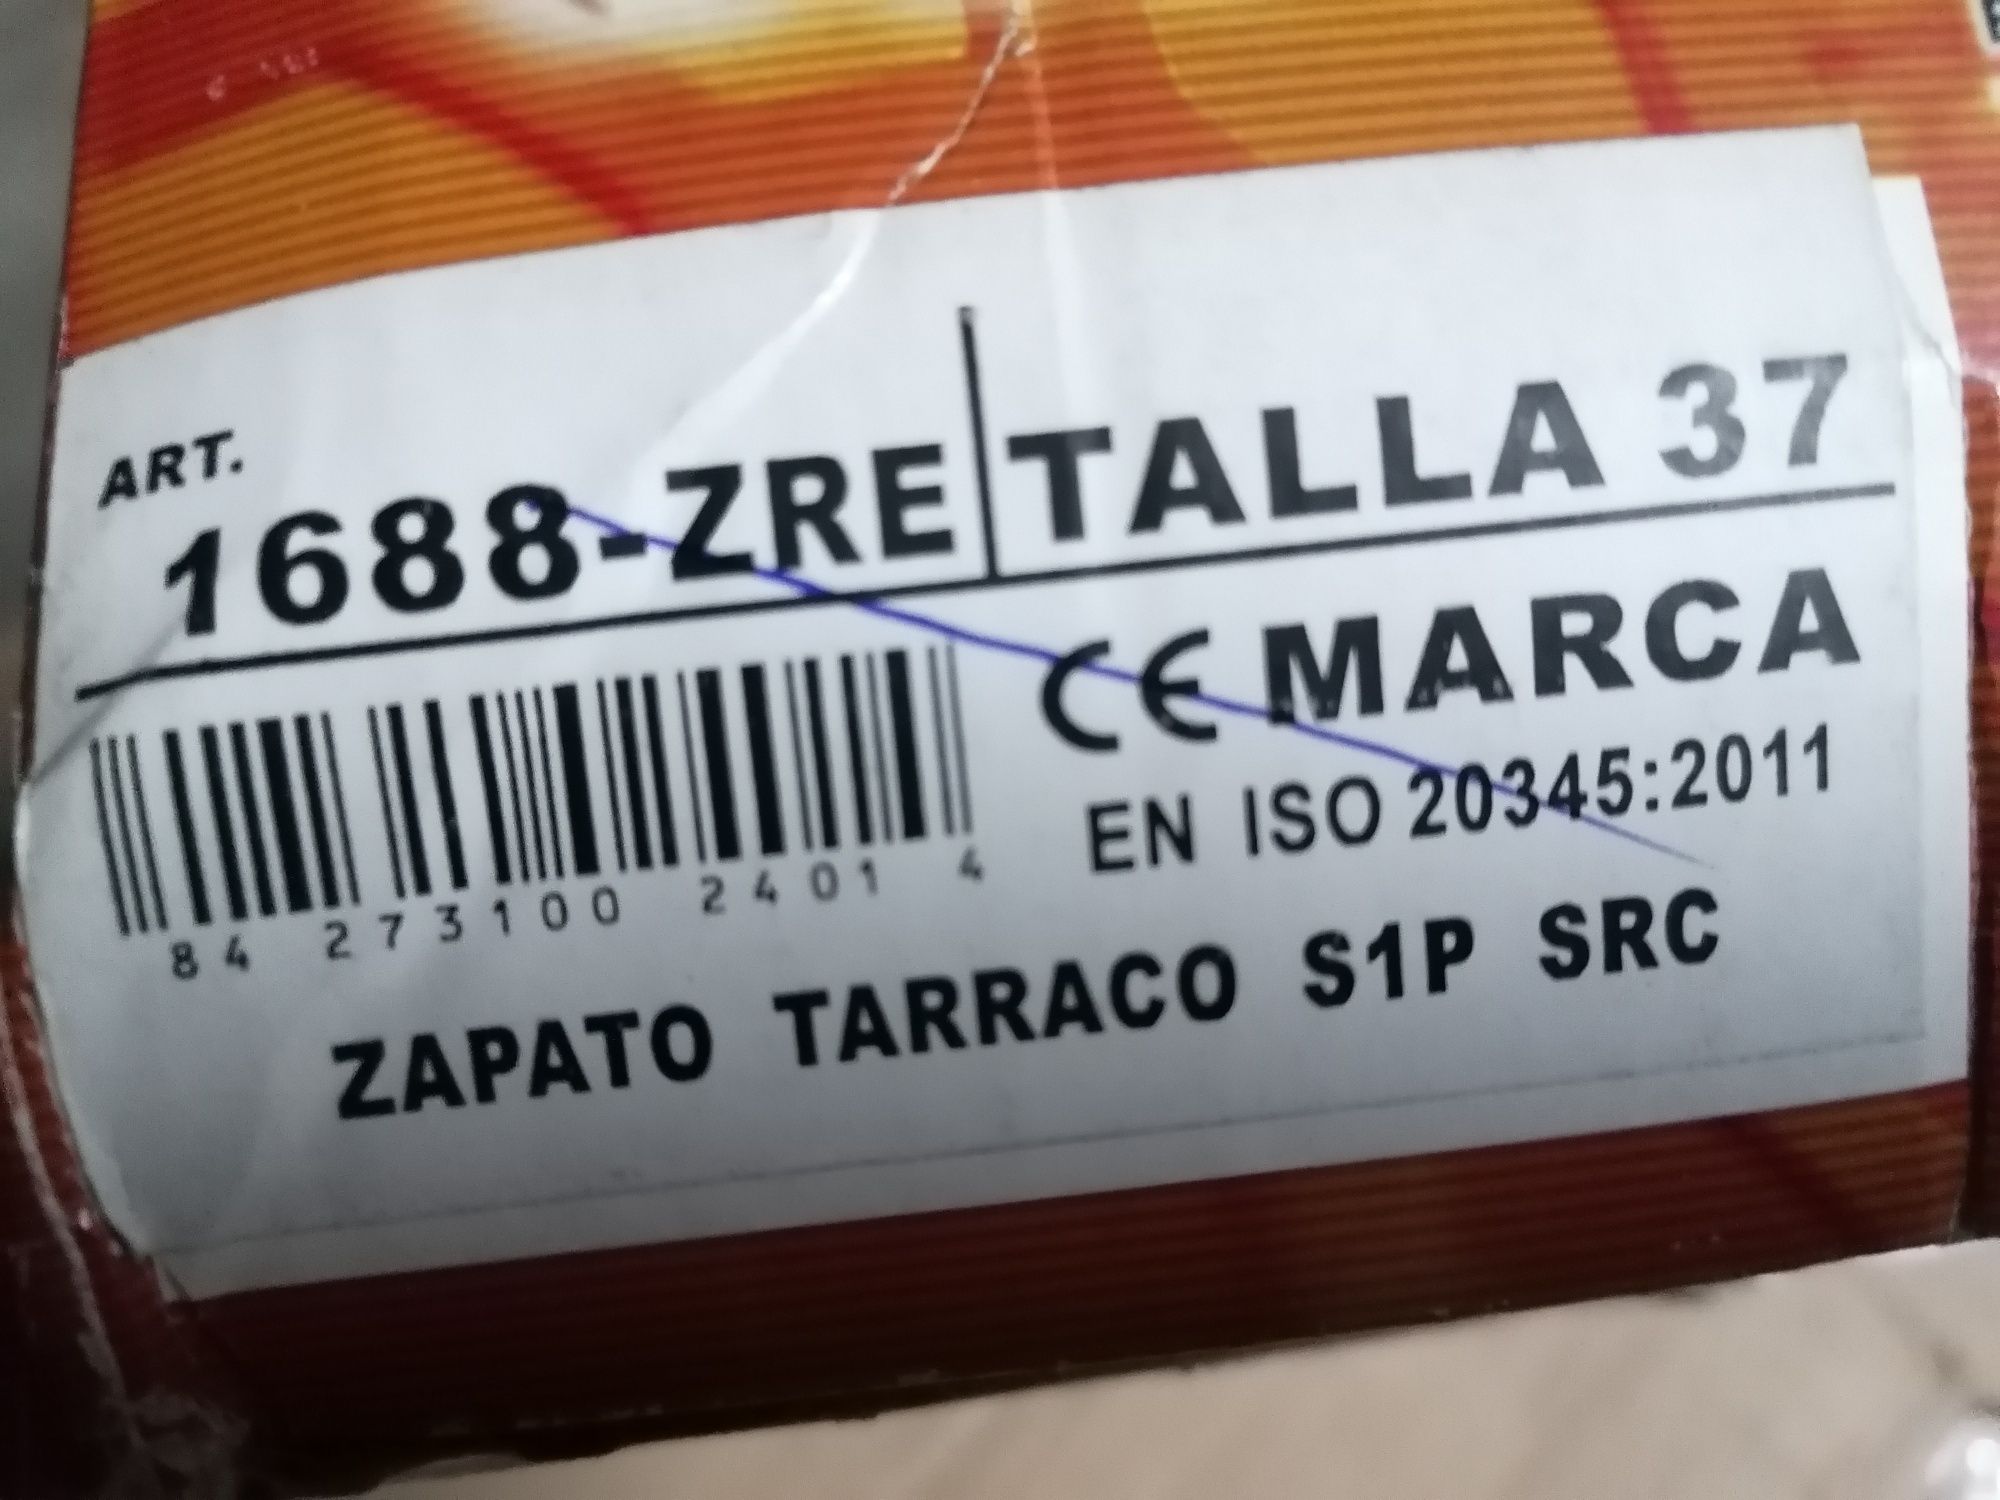 ART.
1688-ZRE TALLA 37
CE MARCA
EN ISO 20345:2011
84 273100 2401 4
ZAPATO TARRACO S1P SRC